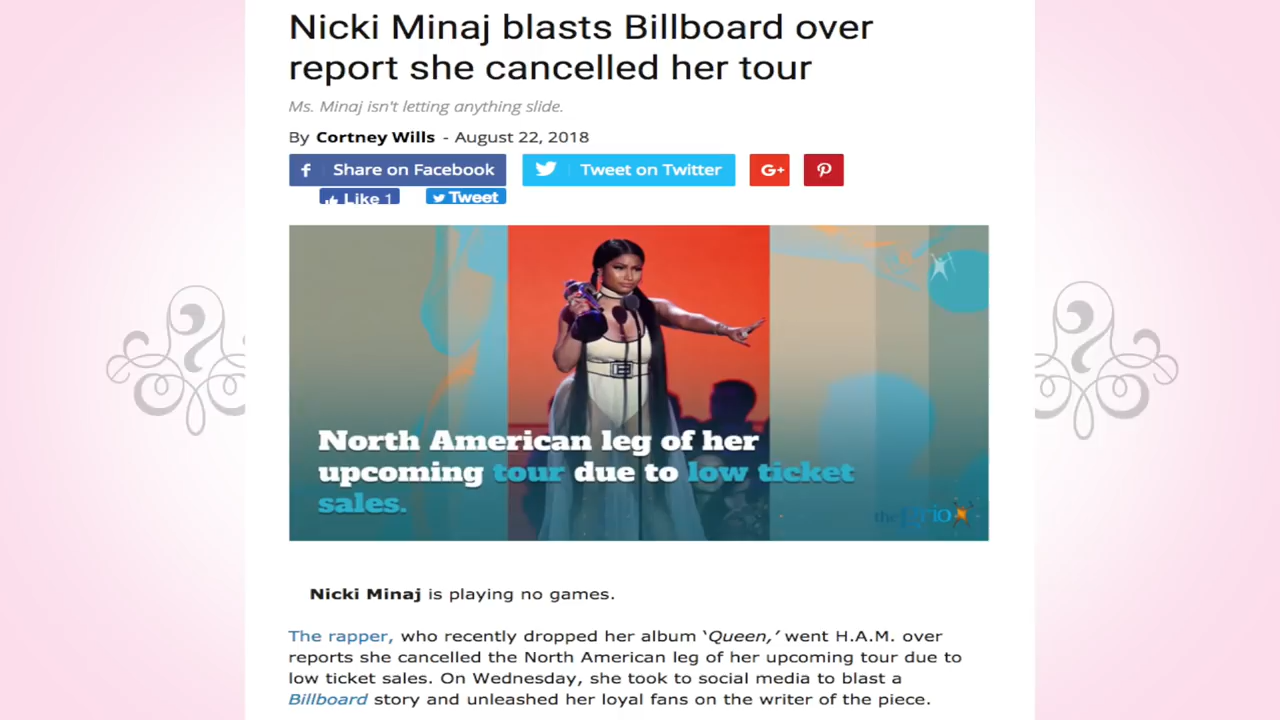 Nicki Minaj blasts Billboard over
report she cancelled her tour
Ms. Minaj isn't letting anything slide.
By Cortney Wills - August 22, 2018
Share on Facebook
Tweet on Twitter
G+
Like 1
Tweet
North American leg of her
upcoming tour due to low ticket
sales.
the
Nicki Minaj is playing no games.
The rapper, who recently dropped her album ‘Queen,’ went H.A.M. over
reports she cancelled the North American leg of her upcoming tour due to
low ticket sales. On Wednesday, she took to social media to blast a
Billboard story and unleashed her loyal fans on the writer of the piece.